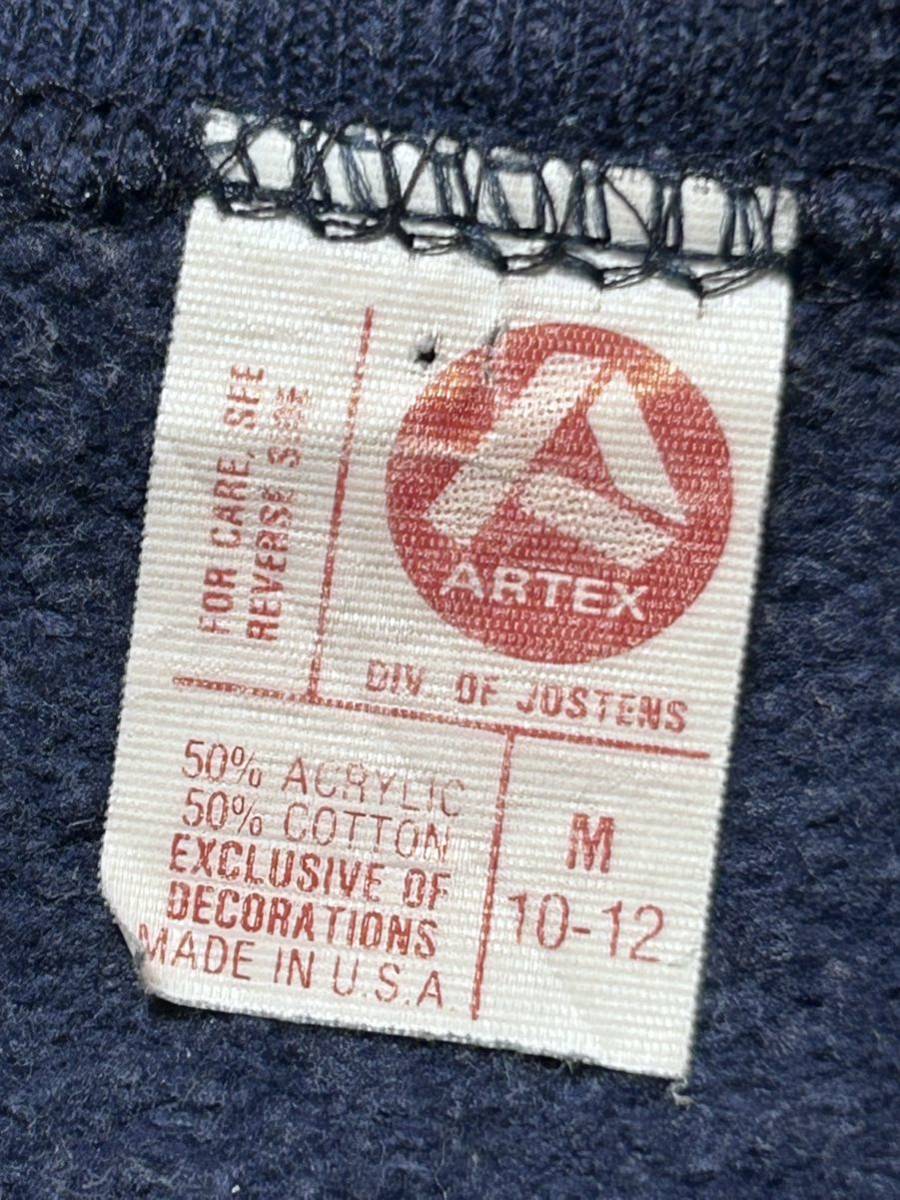 FOR CARE, SEE
REVERSE SIDE
ARTEX
DIV. OF JOSTENS
50% ACRYLIC
50% COTTON
EXCLUSIVE OF
DECORATIONS
MADE IN U.S.A.
M
10-12